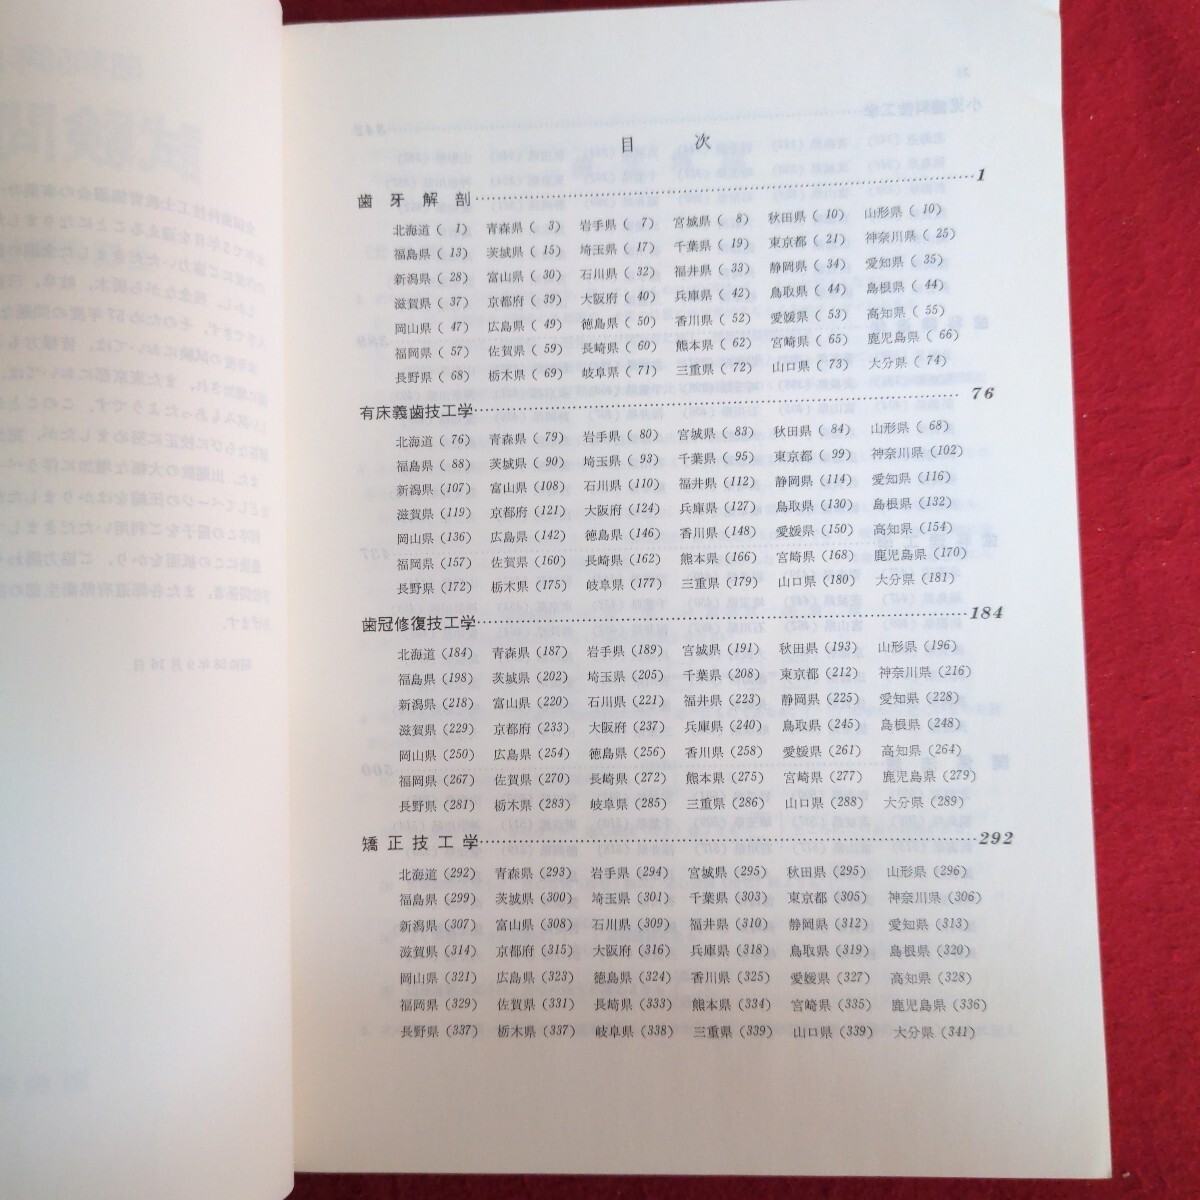 目次
歯牙解剖……1
北海道(1) 青森県(3) 岩手県(7) 宮城県(8) 秋田県(10) 山形県(10)
福島県(13) 茨城県(15) 埼玉県(17) 千葉県(19) 東京都(21) 神奈川県(25)
新潟県(28) 富山県(30) 石川県(32) 福井県(33) 静岡県(34) 愛知県(35)
滋賀県(37) 京都府(39) 大阪府(40) 兵庫県(42) 鳥取県(44) 島根県(44)
岡山県(47) 広島県(49) 徳島県(50) 香川県(52) 愛媛県(53) 高知県(55)
福岡県(57) 佐賀県(59) 長崎県(60) 熊本県(62) 宮崎県(65) 鹿児島県(66)
長野県(68) 栃木県(69) 岐阜県(71) 三重県(72) 山口県(73) 大分県(74)
有床義歯技工学……76
北海道(76) 青森県(79) 岩手県(80) 宮城県(83) 秋田県(84) 山形県(68)
福島県(88) 茨城県(90) 埼玉県(93) 千葉県(95) 東京都(99) 神奈川県(102)
新潟県(107) 富山県(108) 石川県(110) 福井県(112) 静岡県(114) 愛知県(116)
滋賀県(119) 京都府(121) 大阪府(124) 兵庫県(127) 鳥取県(130) 島根県(132)
岡山県(136) 広島県(142) 徳島県(146) 香川県(148) 愛媛県(150) 高知県(154)
福岡県(157) 佐賀県(160) 長崎県(162) 熊本県(166) 宮崎県(168) 鹿児島県(170)
長野県(172) 栃木県(175) 岐阜県(177) 三重県(179) 山口県(180) 大分県(181)
歯冠修復技工学……184
北海道(184) 青森県(187) 岩手県(189) 宮城県(191) 秋田県(193) 山形県(196)
福島県(198) 茨城県(202) 埼玉県(205) 千葉県(208) 東京都(212) 神奈川県(216)
新潟県(218) 富山県(220) 石川県(221) 福井県(223) 静岡県(225) 愛知県(228)
滋賀県(229) 京都府(233) 大阪府(237) 兵庫県(240) 鳥取県(245) 島根県(248)
岡山県(250) 広島県(254) 徳島県(256) 香川県(258) 愛媛県(261) 高知県(264)
福岡県(267) 佐賀県(270) 長崎県(272) 熊本県(275) 宮崎県(277) 鹿児島県(279)
長野県(281) 栃木県(283) 岐阜県(285) 三重県(286) 山口県(288) 大分県(289)
矯正技工学……292
北海道(292) 青森県(293) 岩手県(294) 宮城県(295) 秋田県(295) 山形県(296)
福島県(299) 茨城県(300) 埼玉県(301) 千葉県(303) 東京都(305) 神奈川県(306)
新潟県(307) 富山県(308) 石川県(309) 福井県(310) 静岡県(312) 愛知県(313)
滋賀県(314) 京都府(315) 大阪府(316) 兵庫県(318) 鳥取県(319) 島根県(320)
岡山県(321) 広島県(323) 徳島県(324) 香川県(325) 愛媛県(327) 高知県(328)
福岡県(329) 佐賀県(331) 長崎県(333) 熊本県(334) 宮崎県(335) 鹿児島県(336)
長野県(337) 栃木県(337) 岐阜県(338) 三重県(339) 山口県(339) 大分県(341)